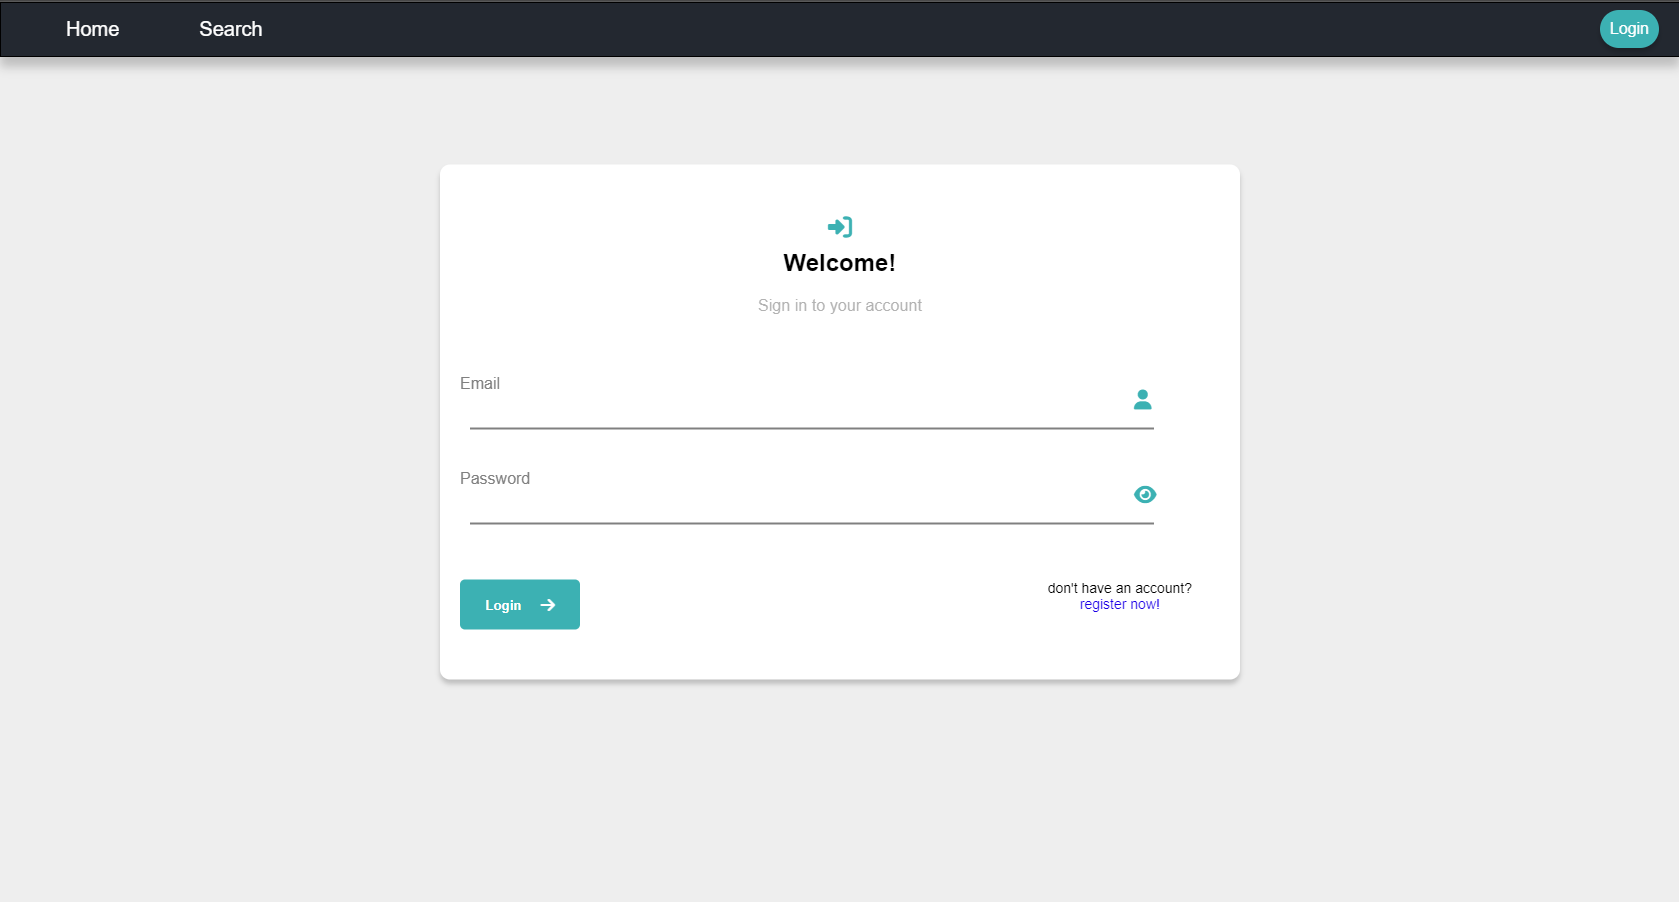 Home Search Login
Welcome!
Sign in to your account
Email
Password
Login
don't have an account?
register now!